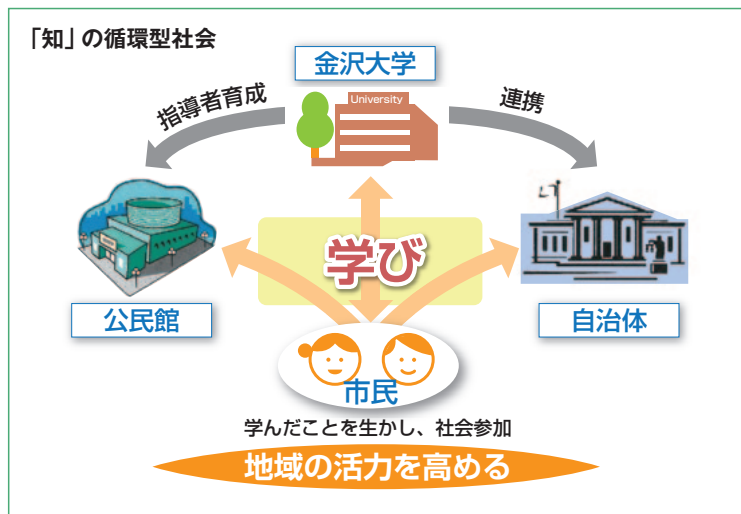 「知」の循環型社会
金沢大学
University
指導者育成
連携
学び
公民館
自治体
市民
学んだことを生かし、社会参加
地域の活力を高める